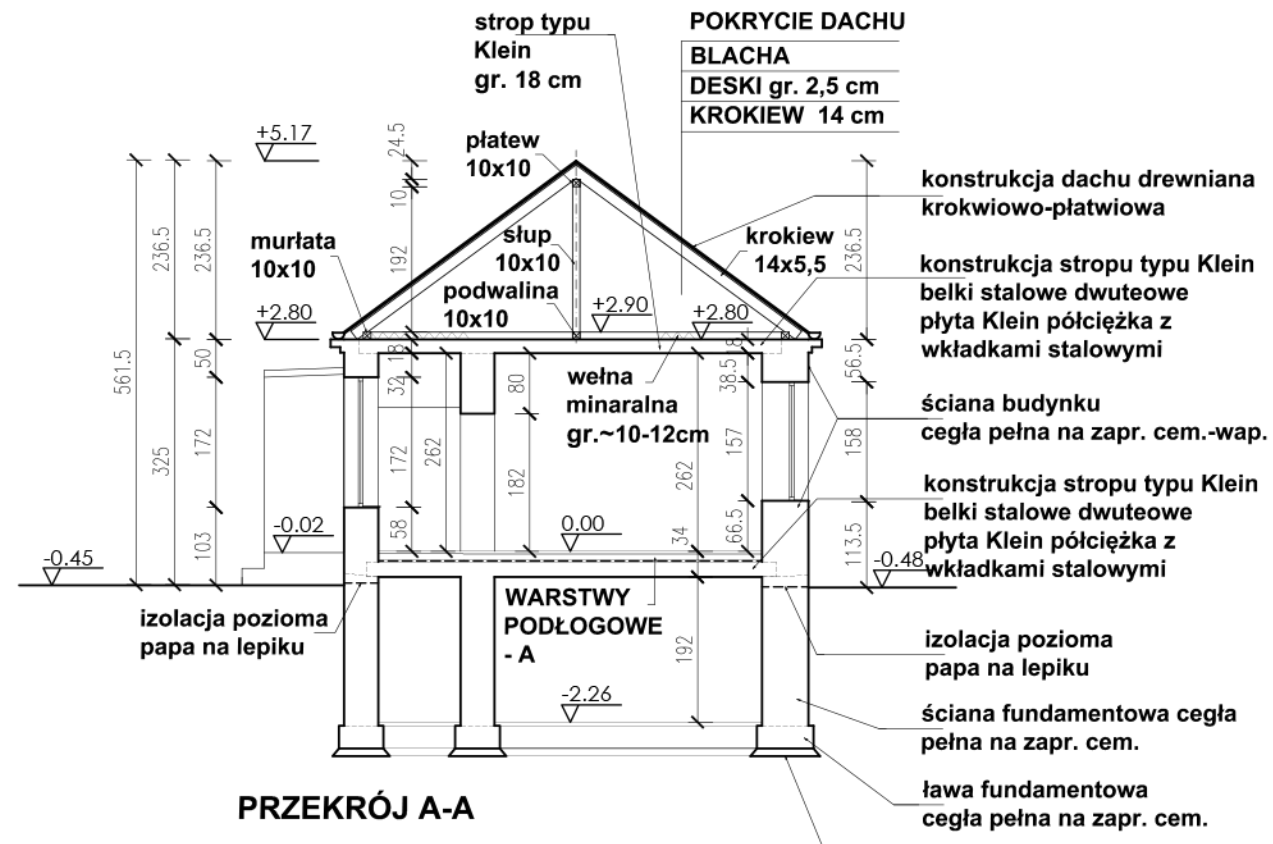 strop typu
Klein
gr. 18 cm
POKRYCIE DACHU
BLACHA
DESKI gr. 2,5 cm
KROKIEW 14 cm
+5.17
24.5
płatew
10x10
10
konstrukcja dachu drewniana
krokwiowo-płatwiowa
murłata
10x10
słup
10x10
krokiew
14x5,5
236.5
236.5
192
236.5
konstrukcja stropu typu Klein
belki stalowe dwuteowe
płyta Klein półciężka z
wkładkami stalowymi
podwalina
10x10
+2.80
+2.90
+2.80
561.5
50
18
32
80
38.5
56.5
wełna
minaralna
gr.~10-12cm
ściana budynku
cegła pełna na zapr. cem.-wap.
325
172
172
262
182
262
157
158
konstrukcja stropu typu Klein
belki stalowe dwuteowe
płyta Klein półciężka z
wkładkami stalowymi
-0.02
0.00
103
58
34
66.5
113.5
-0.45
-0.48
izolacja pozioma
papa na lepiku
WARSTWY
PODŁOGOWE
- A
192
izolacja pozioma
papa na lepiku
-2.26
ściana fundamentowa cegła
pełna na zapr. cem.
ława fundamentowa
cegła pełna na zapr. cem.
PRZEKRÓJ A-A